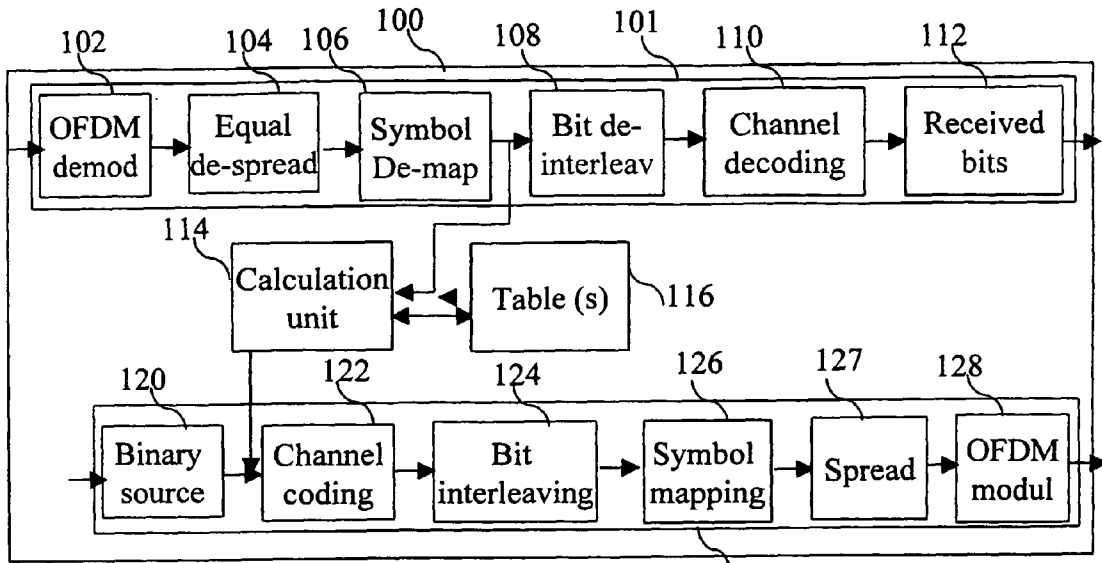 102 104 106 100 108 101 110 112
OFDM
demod
Equal
de-spread
Symbol
De-map
Bit de-
interleav
Channel
decoding
Received
bits
114
Calculation
unit
Table (s)
116
120 122 124 126 127 128
Binary
source
Channel
coding
Bit
interleaving
Symbol
mapping
Spread
OFDM
modul